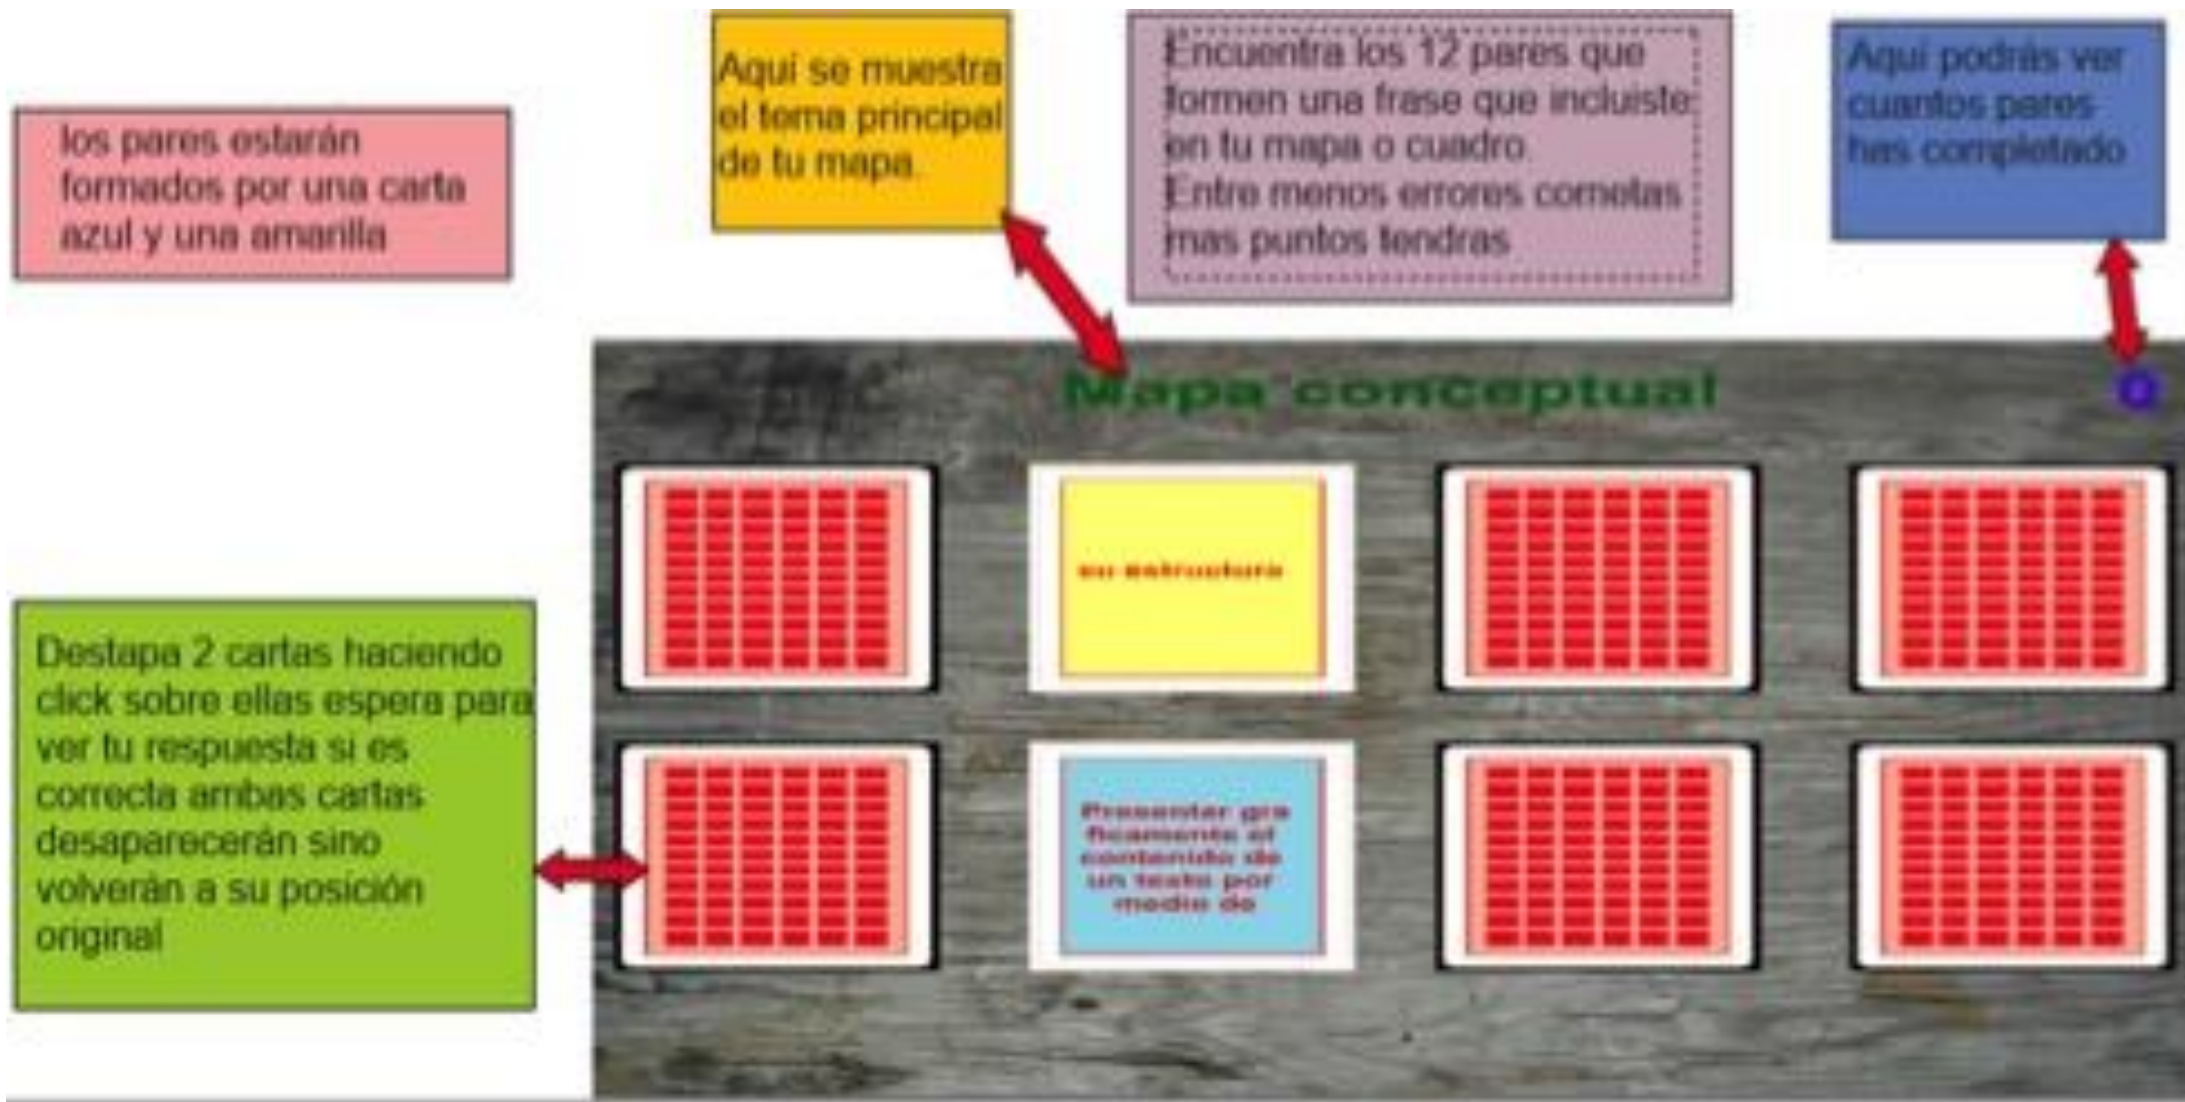 los pares estarán
formados por una carta
azul y una amarilla
Aquí se muestra
el tema principal
de tu mapa.
Encuentra los 12 pares que
formen una frase que incluiste
en tu mapa o cuadro
Entre menos errores cometas
mas puntos tendras
Aquí podrás ver
cuantos pares
has completado
Mapa conceptual
0
su estructura
Destapa 2 cartas haciendo
click sobre ellas espera para
ver tu respuesta si es
correcta ambas cartas
desaparecerán sino
volverán a su posición
original
Presentar gra
ficamente el
contenido de
un texto por
medio de